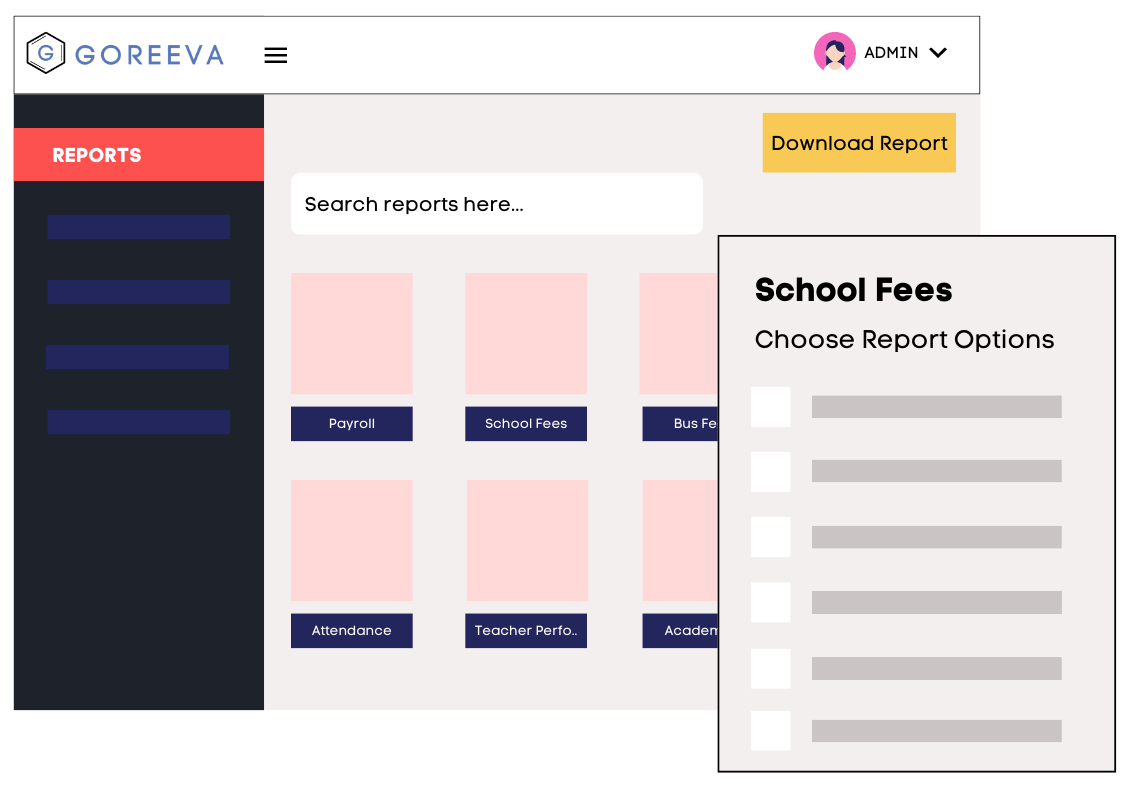 G GOREEVA
ADMIN
REPORTS
Download Report
Search reports here...
School Fees
Choose Report Options
Payroll
School Fees
Bus Fe
Attendance
Teacher Perfo..
Academ